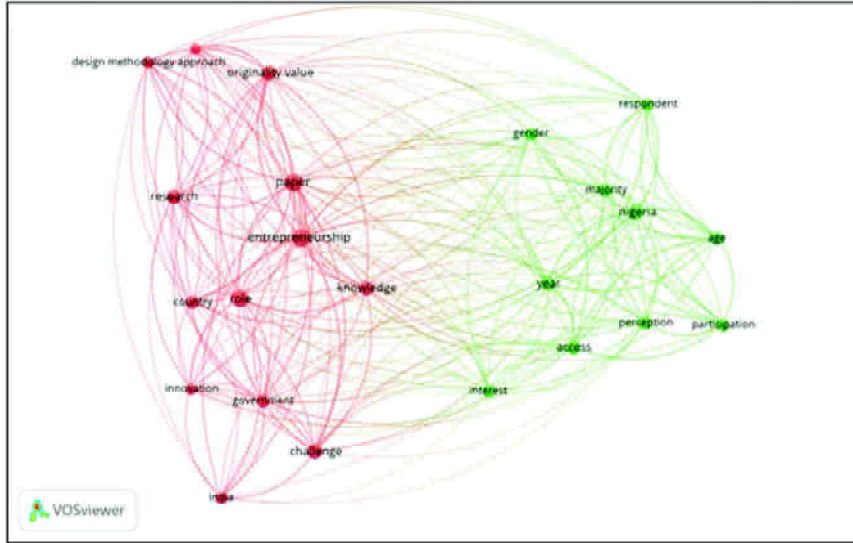 design methodology approach
originality value
respondent
gender
paper
majority
research
nigeria
entrepreneurship
age
year
knowledge
country
role
perception
participation
access
innovation
interest
government
challenge
india
VOSviewer